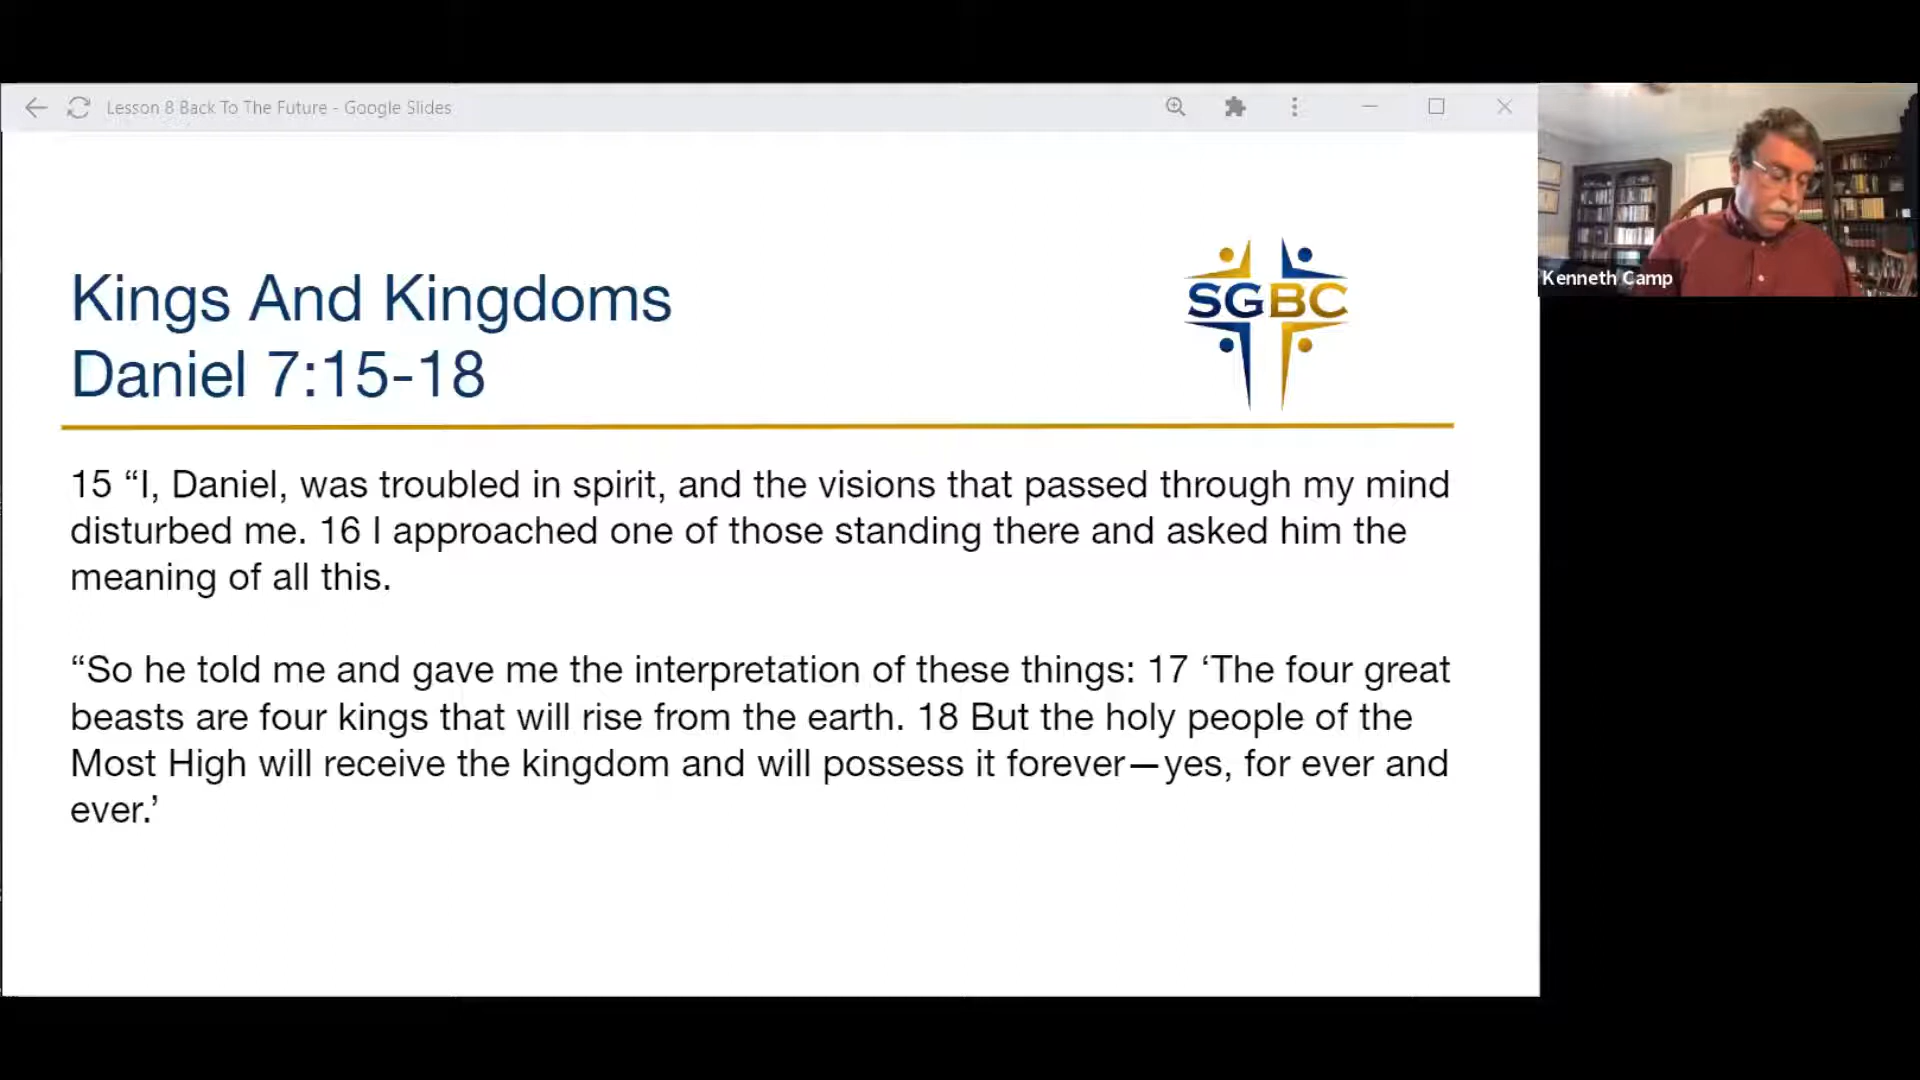 Lesson 8 Back To The Future - Google Slides
Kings And Kingdoms
Daniel 7:15-18
SGBC
15 “I, Daniel, was troubled in spirit, and the visions that passed through my mind
disturbed me. 16 I approached one of those standing there and asked him the
meaning of all this.
“So he told me and gave me the interpretation of these things: 17 ‘The four great
beasts are four kings that will rise from the earth. 18 But the holy people of the
Most High will receive the kingdom and will possess it forever—yes, for ever and
ever.’
Kenneth Camp